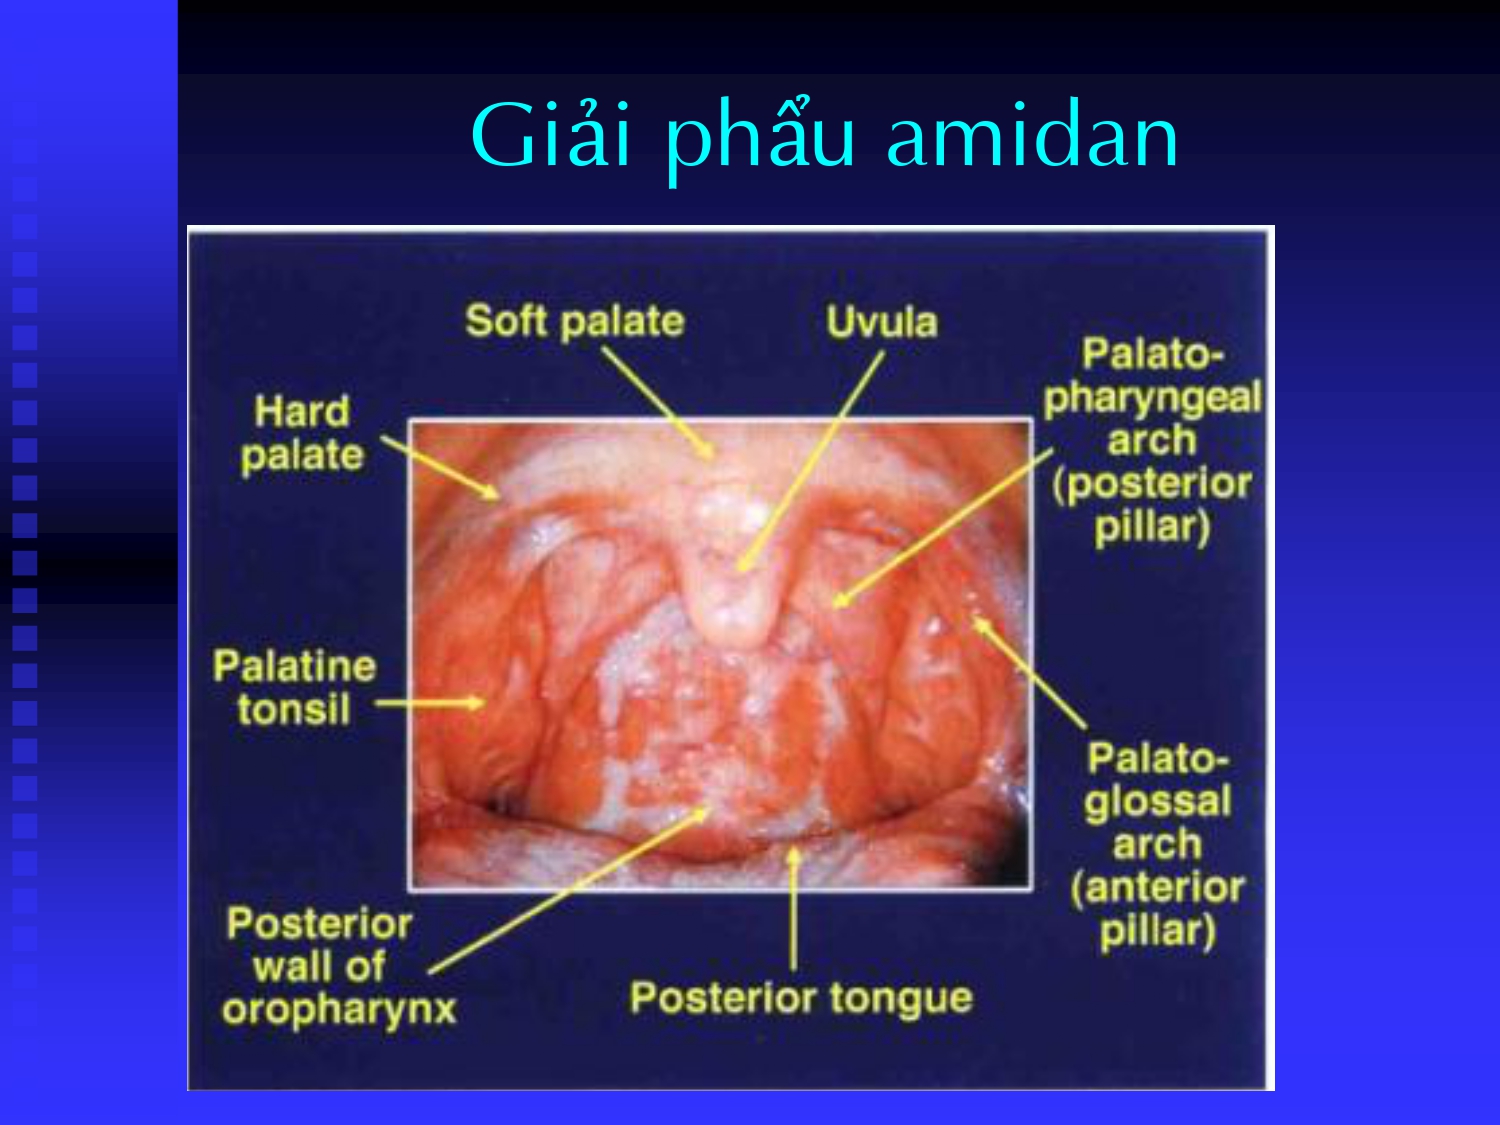 Giải phẩu amidan
Soft palate
Uvula
Palato-
pharyngeal
arch
(posterior
pillar)
Hard
palate
Palatine
tonsil
Palato-
glossal
arch
(anterior
pillar)
Posterior
wall of
oropharynx
Posterior tongue